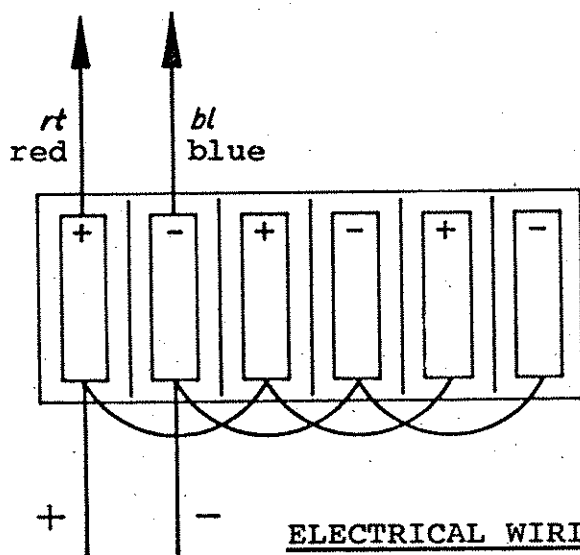 rt bl
red blue
+ - + - + -
+ -
ELECTRICAL WIRI